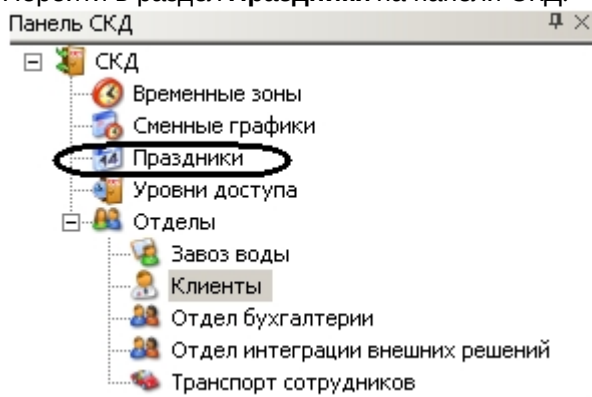 Перейти в раздел Праздники на панели СКД.
Панель СКД
СКД
Временные зоны
Сменные графики
Праздники
Уровни доступа
Отделы
Завоз воды
Клиенты
Отдел бухгалтерии
Отдел интеграции внешних решений
Транспорт сотрудников